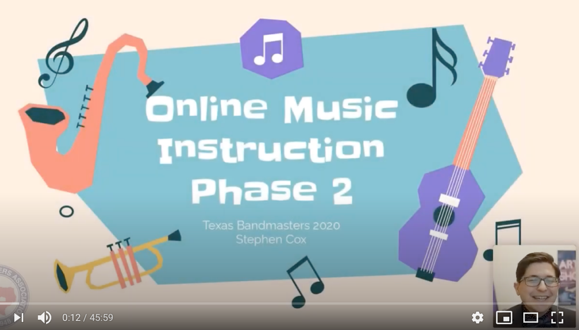 Online Music
Instruction
Phase 2
Texas Bandmasters 2020
Stephen Cox
0:12 / 45:59